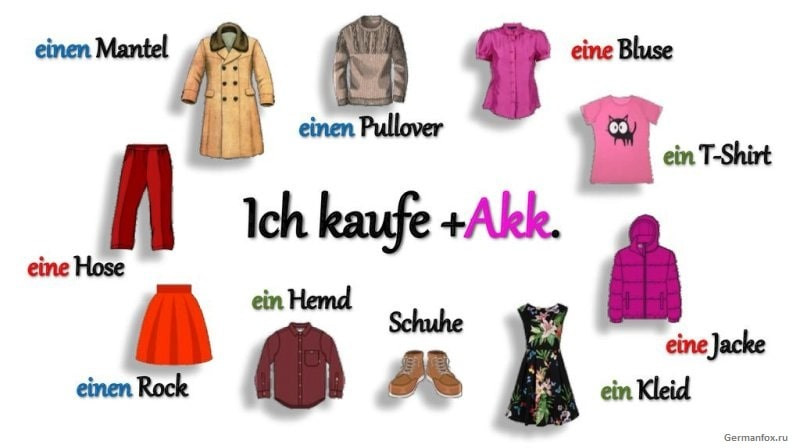 einen Mantel
einen Pullover
eine Bluse
ein T-Shirt
Ich kaufe +Akk.
eine Hose
ein Hemd
Schuhe
eine Jacke
einen Rock
ein Kleid
Germanfox.ru